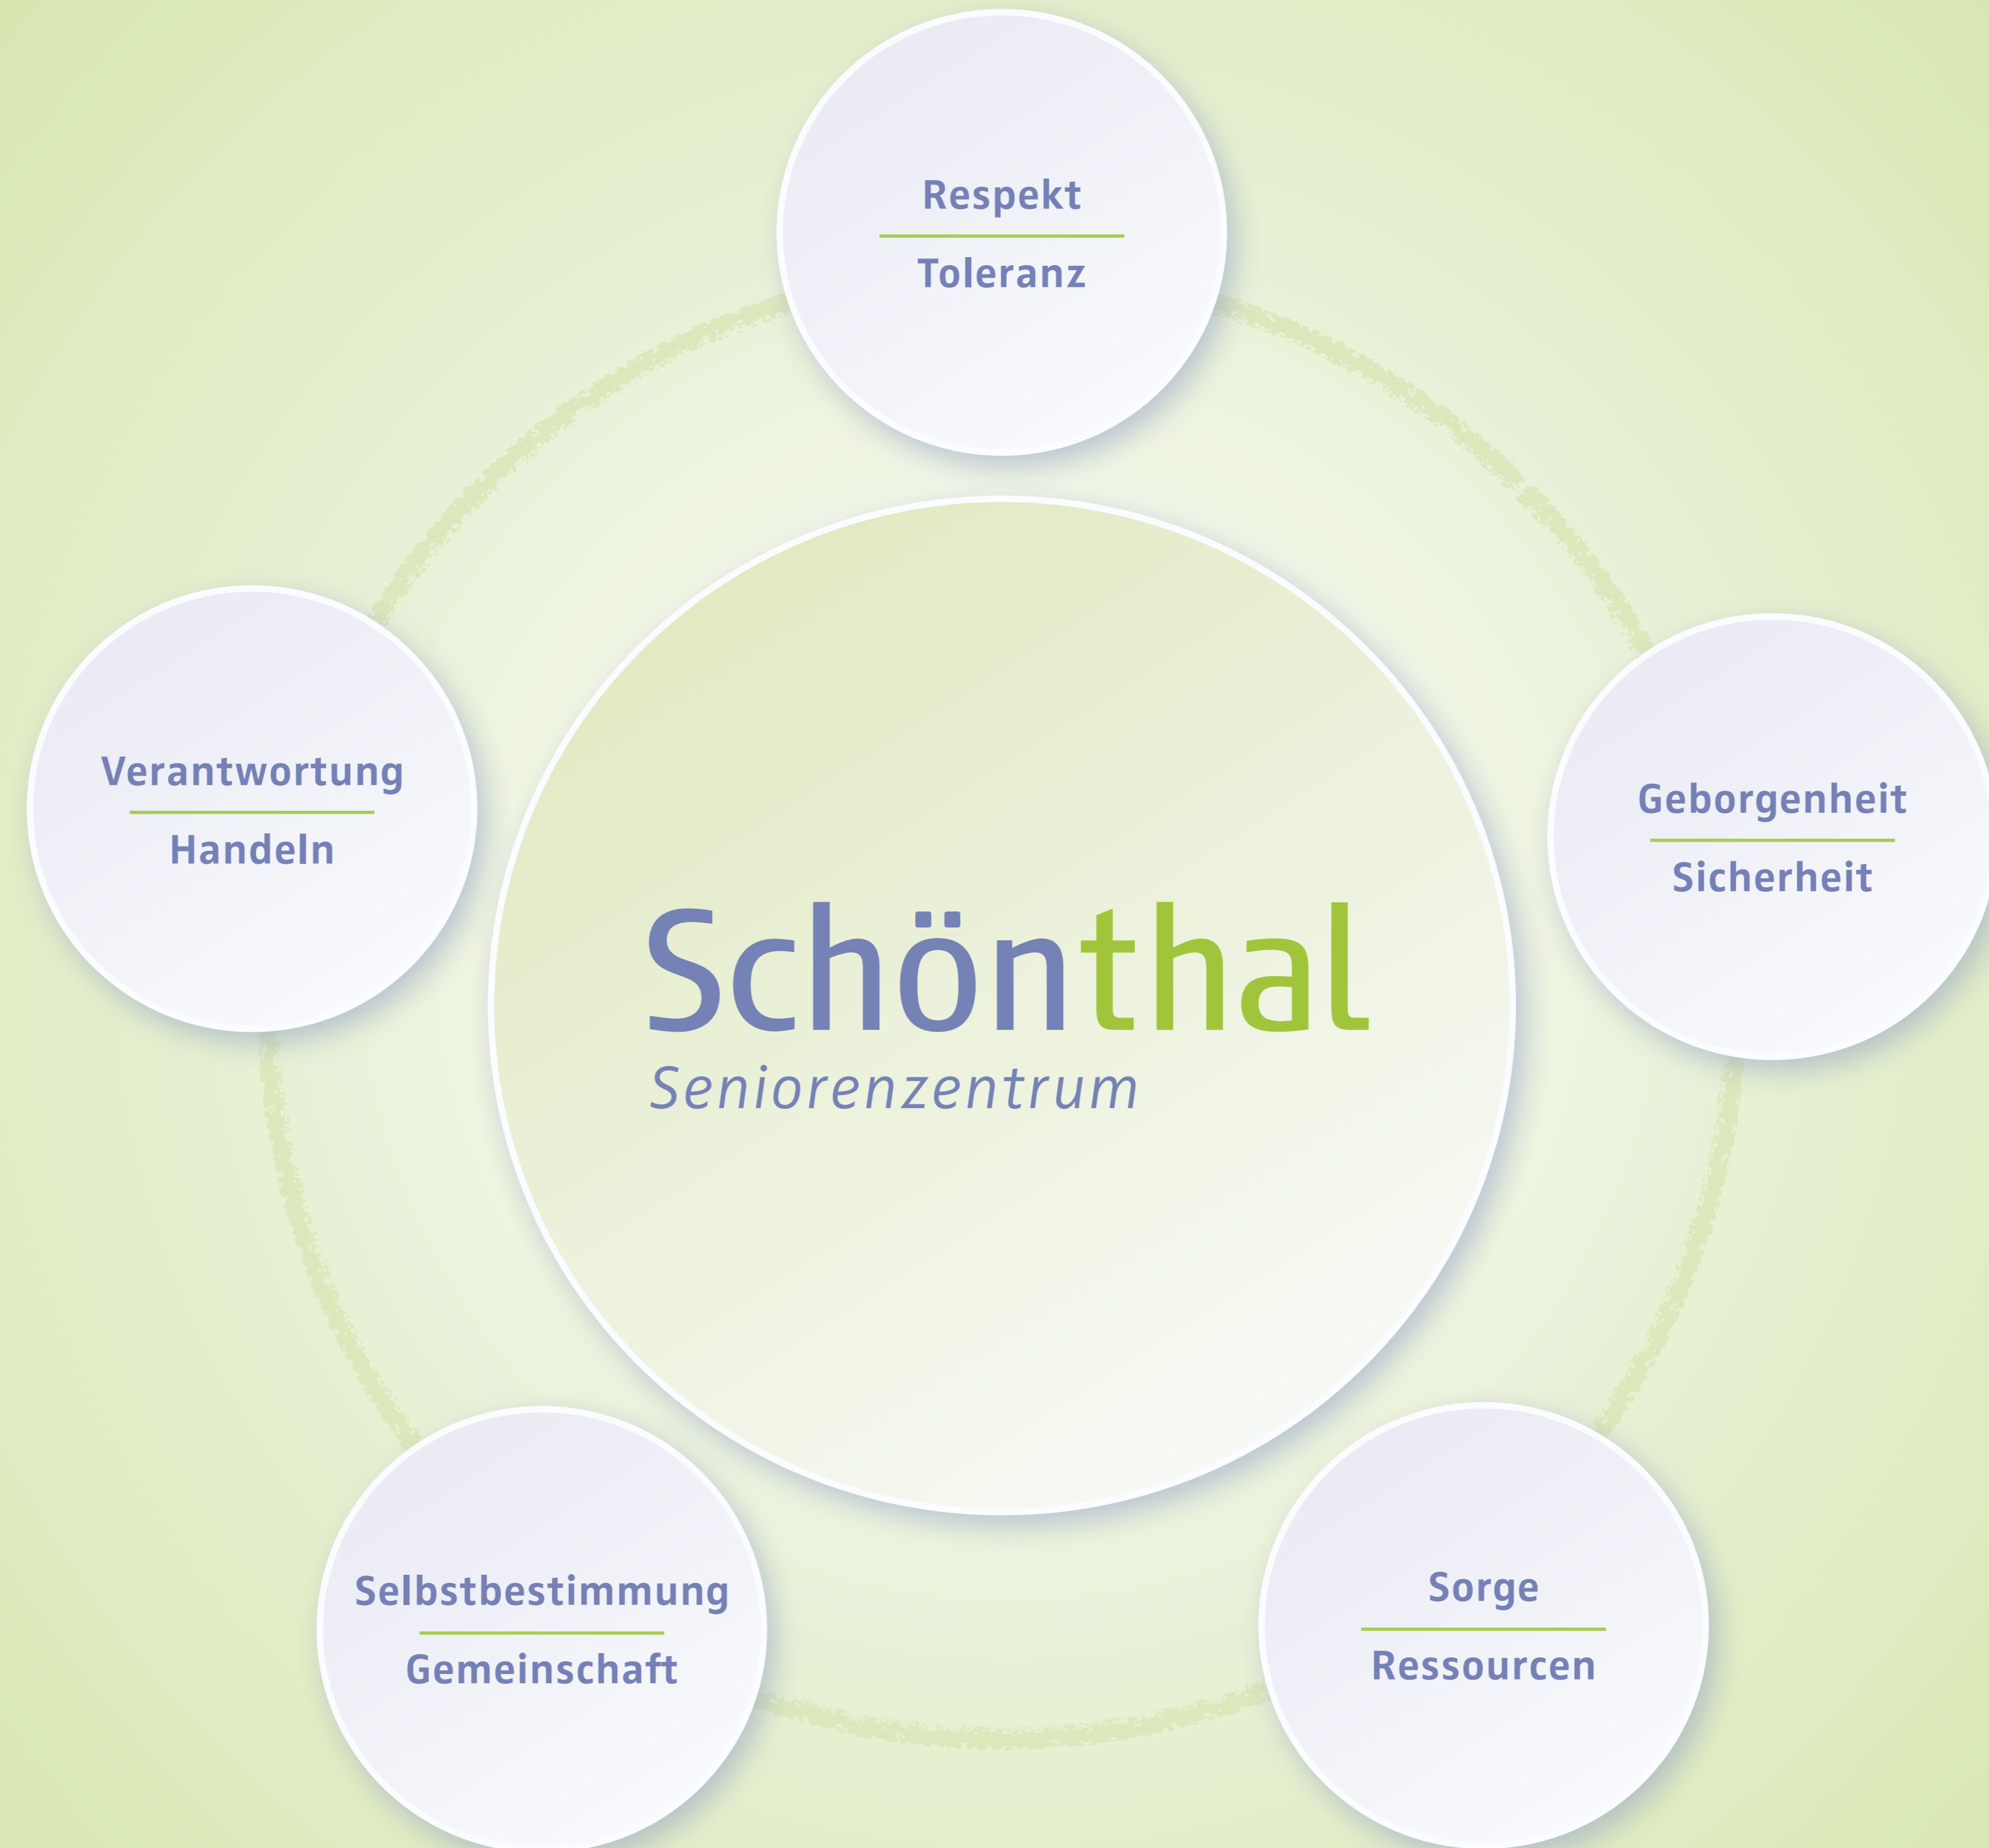 Respekt
Toleranz
Verantwortung
Handeln
Geborgenheit
Sicherheit
Schönthal
Seniorenzentrum
Selbstbestimmung
Gemeinschaft
Sorge
Ressourcen